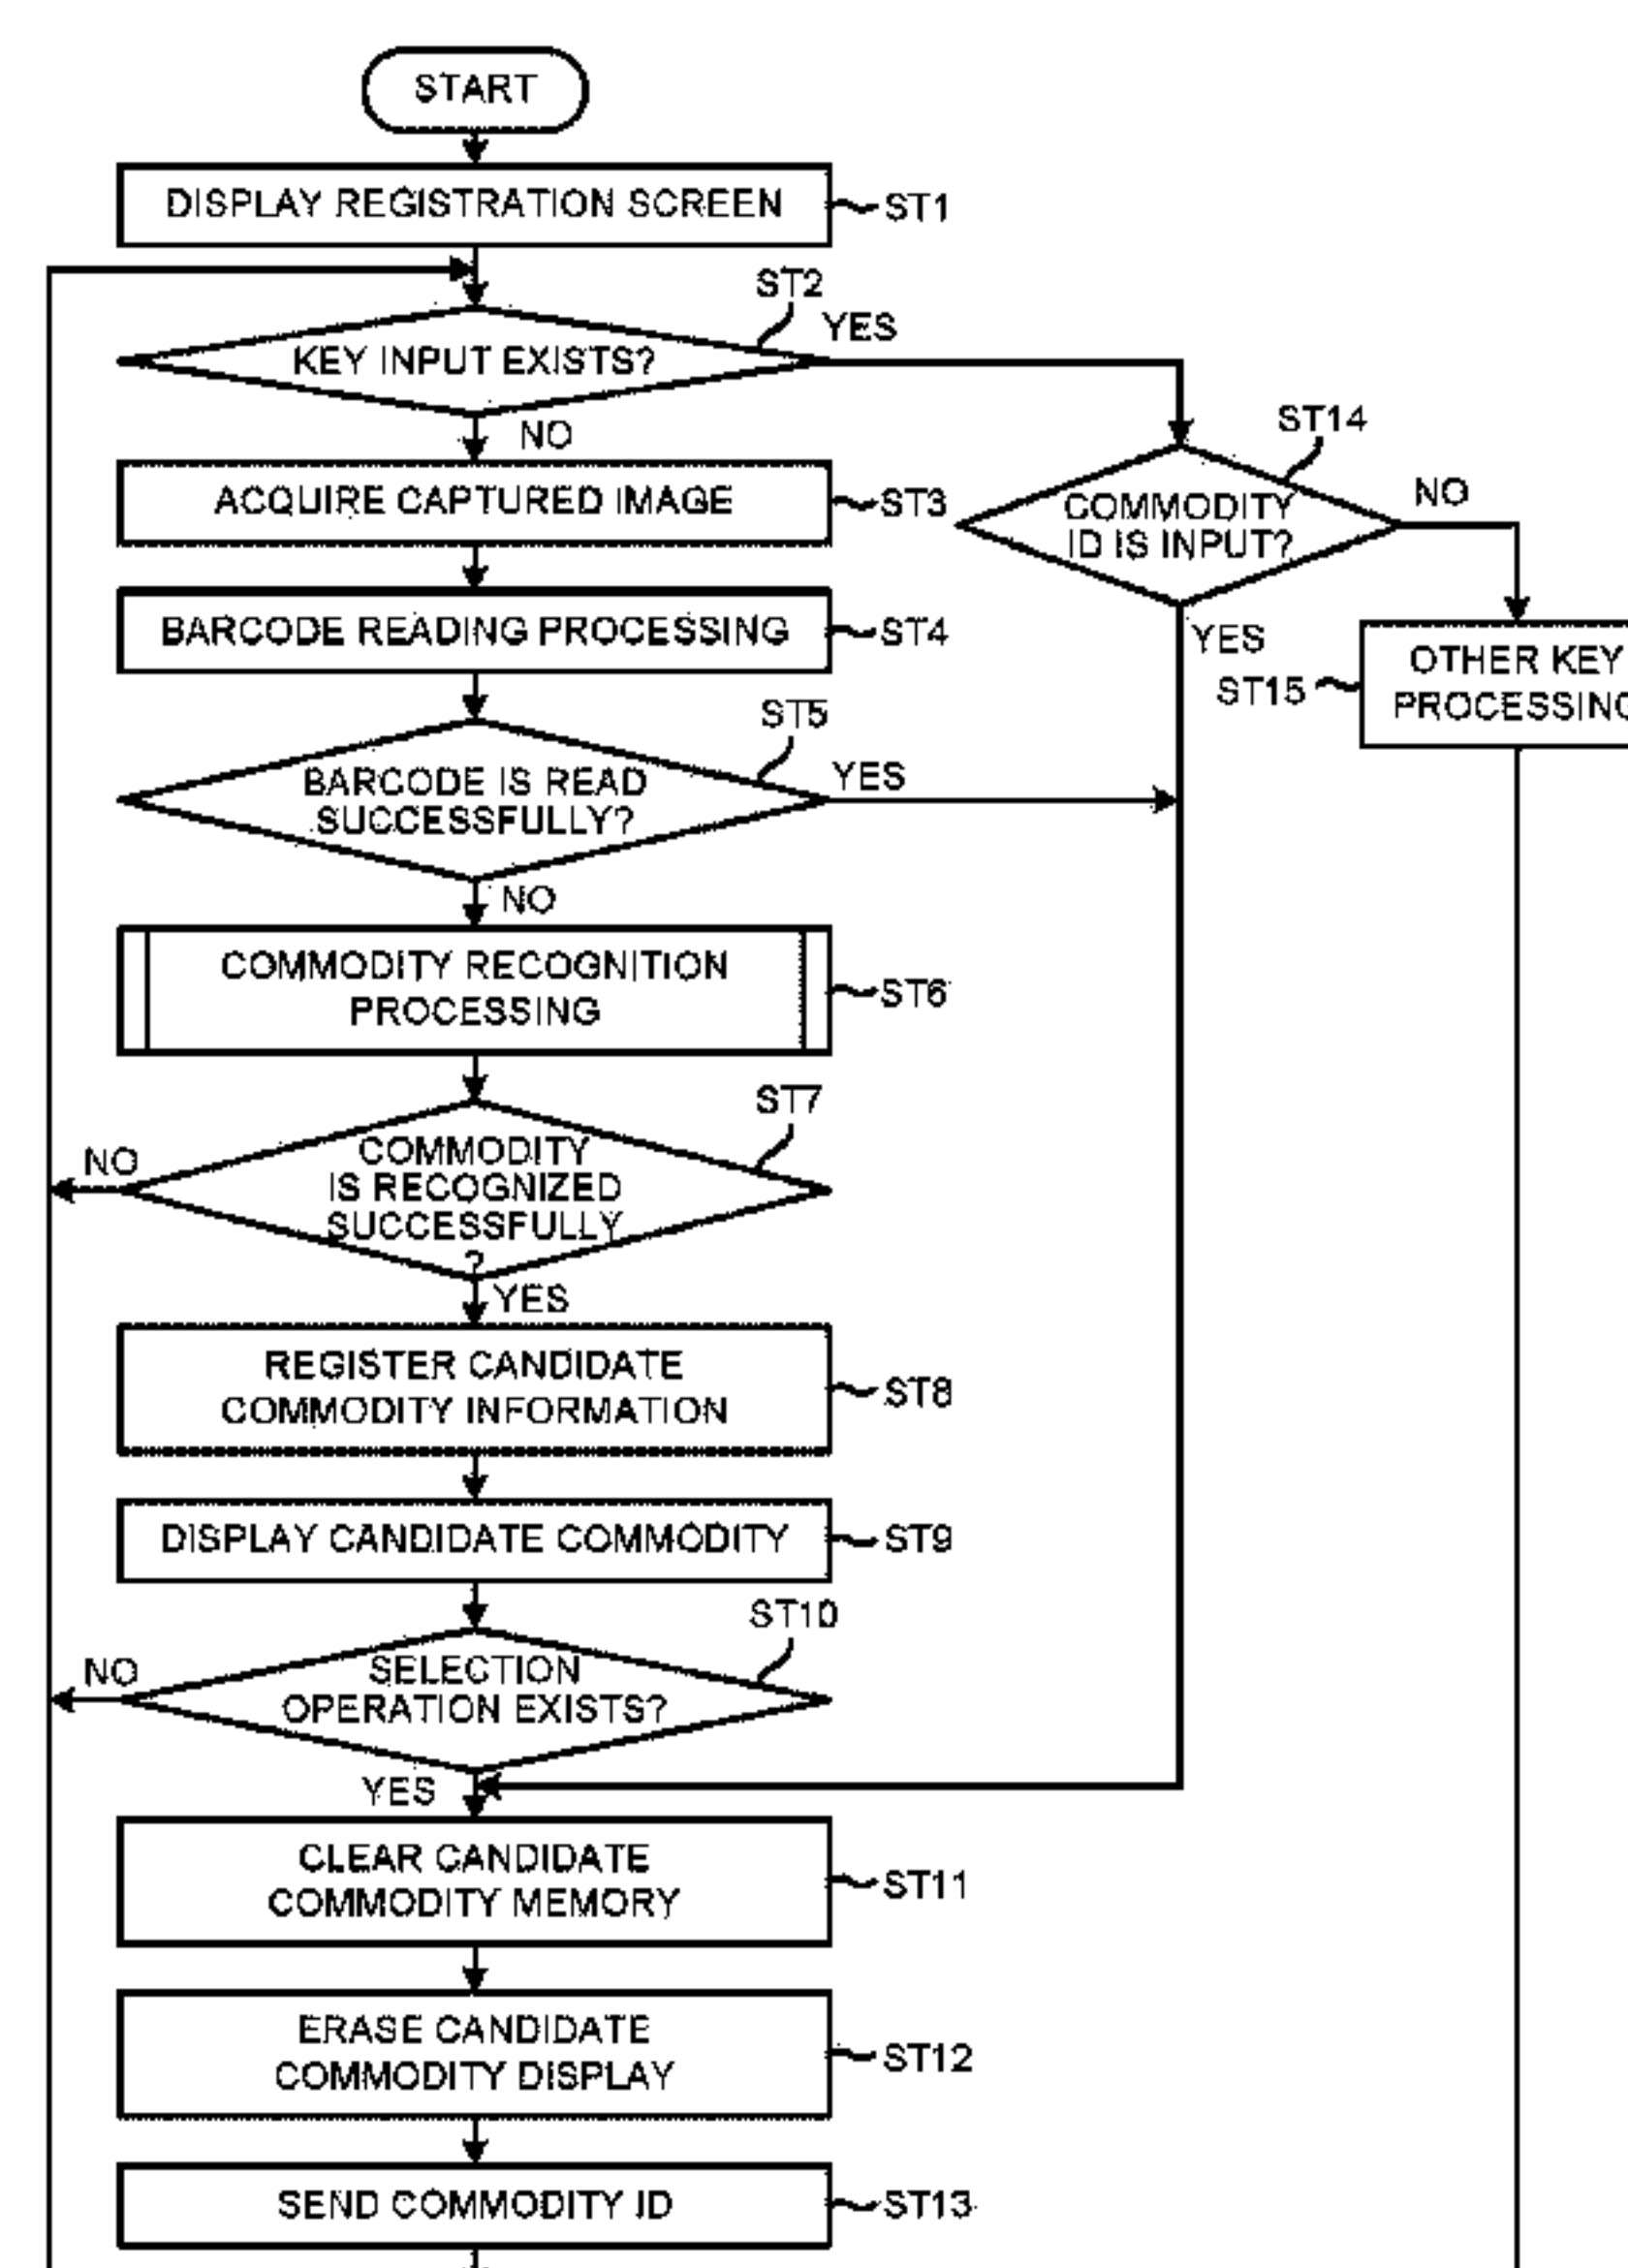 START
DISPLAY REGISTRATION SCREEN
ST1
ST2
YES
KEY INPUT EXISTS?
NO
ST14
COMMODITY
ID IS INPUT?
NO
YES
ACQUIRE CAPTURED IMAGE
ST3
BARCODE READING PROCESSING
ST4
OTHER KEY
PROCESSING
ST15
ST5
BARCODE IS READ
SUCCESSFULLY?
YES
NO
COMMODITY RECOGNITION
PROCESSING
ST6
ST7
COMMODITY
IS RECOGNIZED
SUCCESSFULLY
?
NO
YES
REGISTER CANDIDATE
COMMODITY INFORMATION
ST8
DISPLAY CANDIDATE COMMODITY
ST9
ST10
SELECTION
OPERATION EXISTS?
NO
YES
CLEAR CANDIDATE
COMMODITY MEMORY
ST11
ERASE CANDIDATE
COMMODITY DISPLAY
ST12
SEND COMMODITY ID
ST13